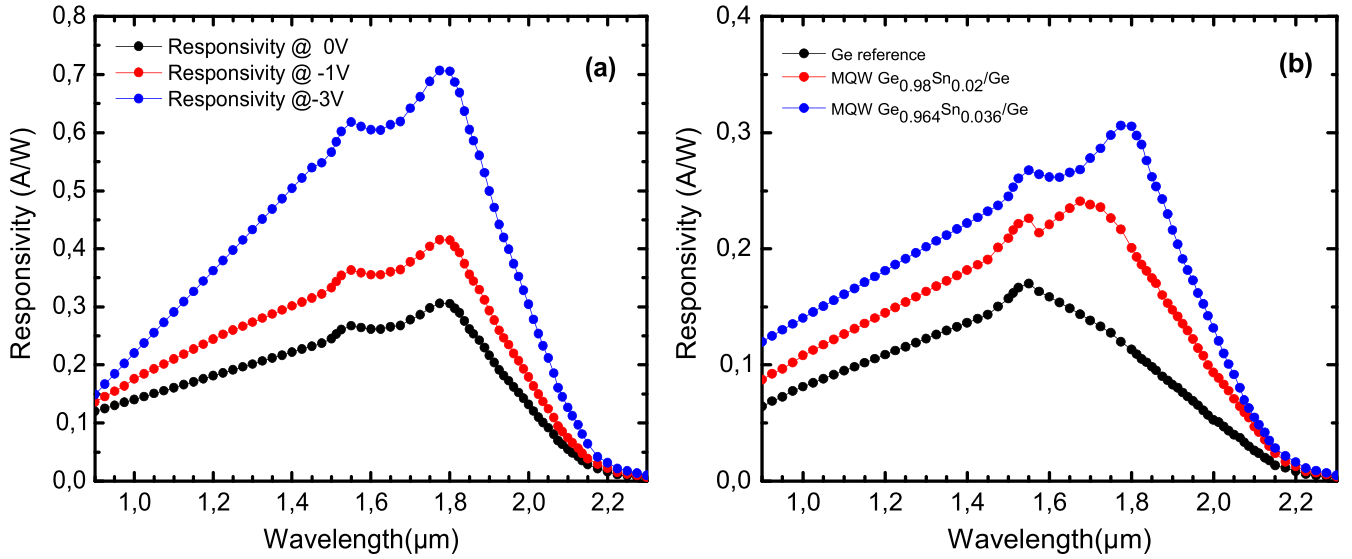 0,8
0,7
0,6
0,5
0,4
0,3
0,2
0,1
0,0
Responsivity (A/W)
Responsivity @ 0V
Responsivity @ -1V
Responsivity @-3V
(a)
1,0 1,2 1,4 1,6 1,8 2,0 2,2
Wavelength(μm)
0,4
0,3
0,2
0,1
0,0
Responsivity (A/W)
Ge reference
MQW Ge0.98Sn0.02/Ge
MQW Ge0.964Sn0.036/Ge
(b)
1,0 1,2 1,4 1,6 1,8 2,0 2,2
Wavelength(μm)